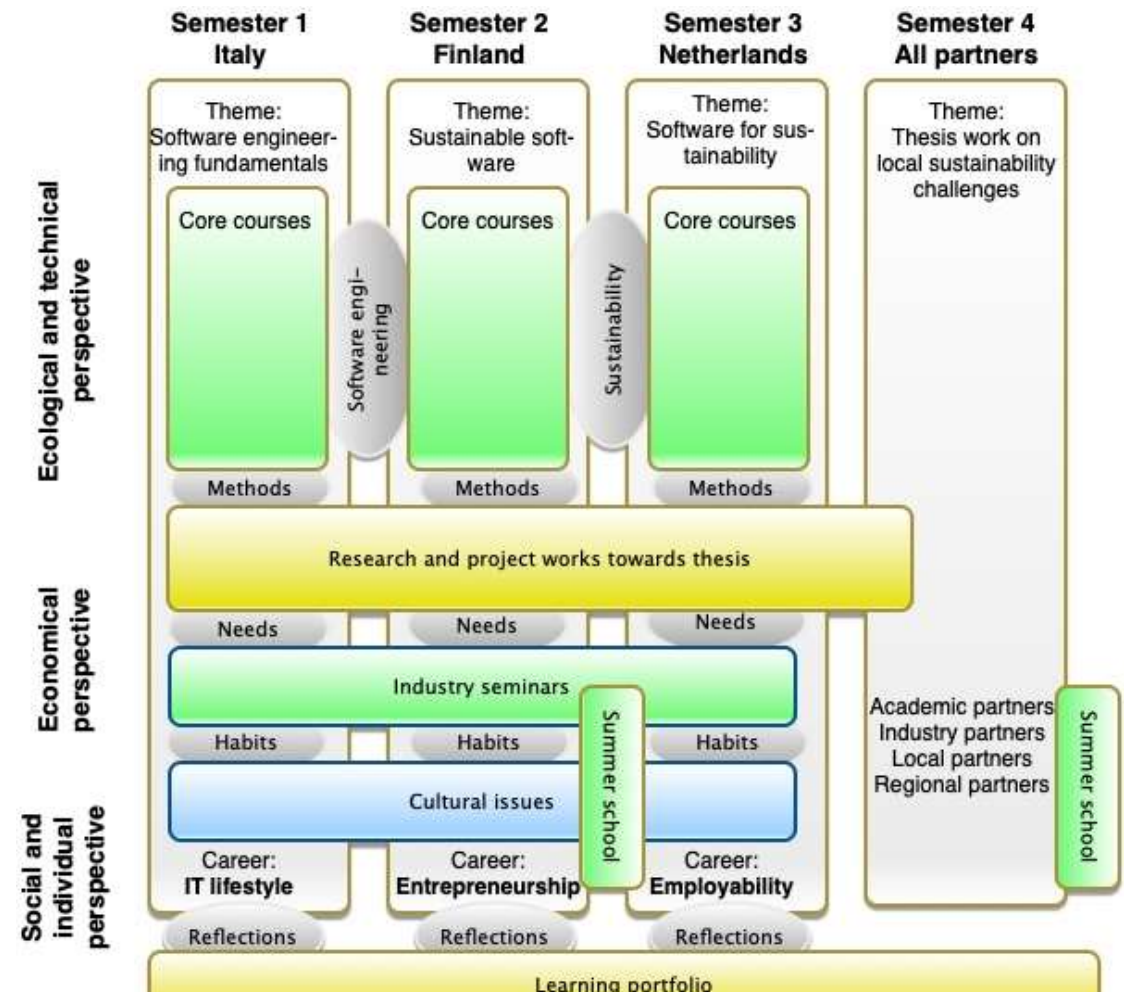 Semester 1
Italy
Semester 2
Finland
Semester 3
Netherlands
Semester 4
All partners
Theme:
Software engineer-
ing fundamentals
Theme:
Sustainable soft-
ware
Theme:
Software for sus-
tainability
Theme:
Thesis work on
local sustainability
challenges
Ecological and technical
perspective
Core courses
Software engi-
neering
Core courses
Sustainability
Core courses
Methods
Methods
Methods
Research and project works towards thesis
Economical
perspective
Needs
Needs
Needs
Industry seminars
Habits
Habits
Habits
Summer school
Academic partners
Industry partners
Local partners
Regional partners
Summer school
Cultural issues
Social and
individual
perspective
Career:
IT lifestyle
Career:
Entrepreneurship
Career:
Employability
Reflections
Reflections
Reflections
Learning portfolio